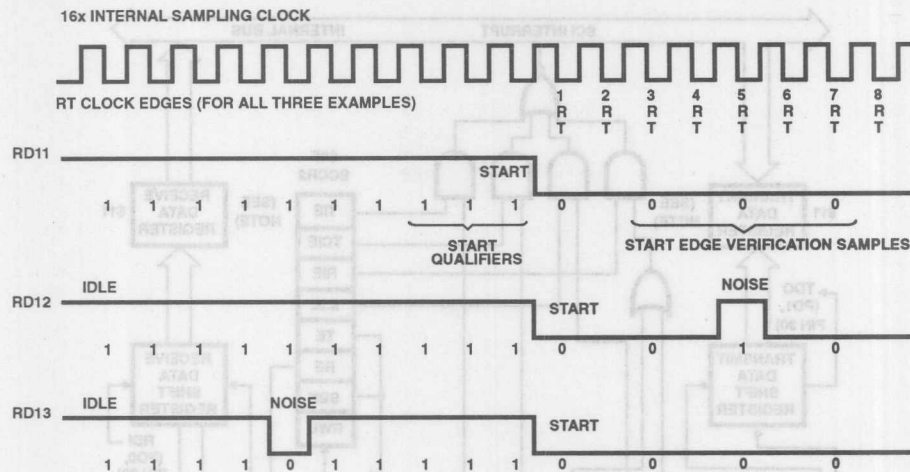 16x INTERNAL SAMPLING CLOCK
RT CLOCK EDGES (FOR ALL THREE EXAMPLES)
1 2 3 4 5 6 7 8
R R R R R R R R
T T T T T T T T
RD11
START
1 1 1 1 1 1 1 1 1 1 0 0 0 0
START QUALIFIERS
START EDGE VERIFICATION SAMPLES
RD12
IDLE
START
NOISE
1 1 1 1 1 1 1 1 1 1 0 0 1 0
RD13
IDLE
NOISE
START
1 1 1 1 0 1 1 1 1 1 0 0 0 0